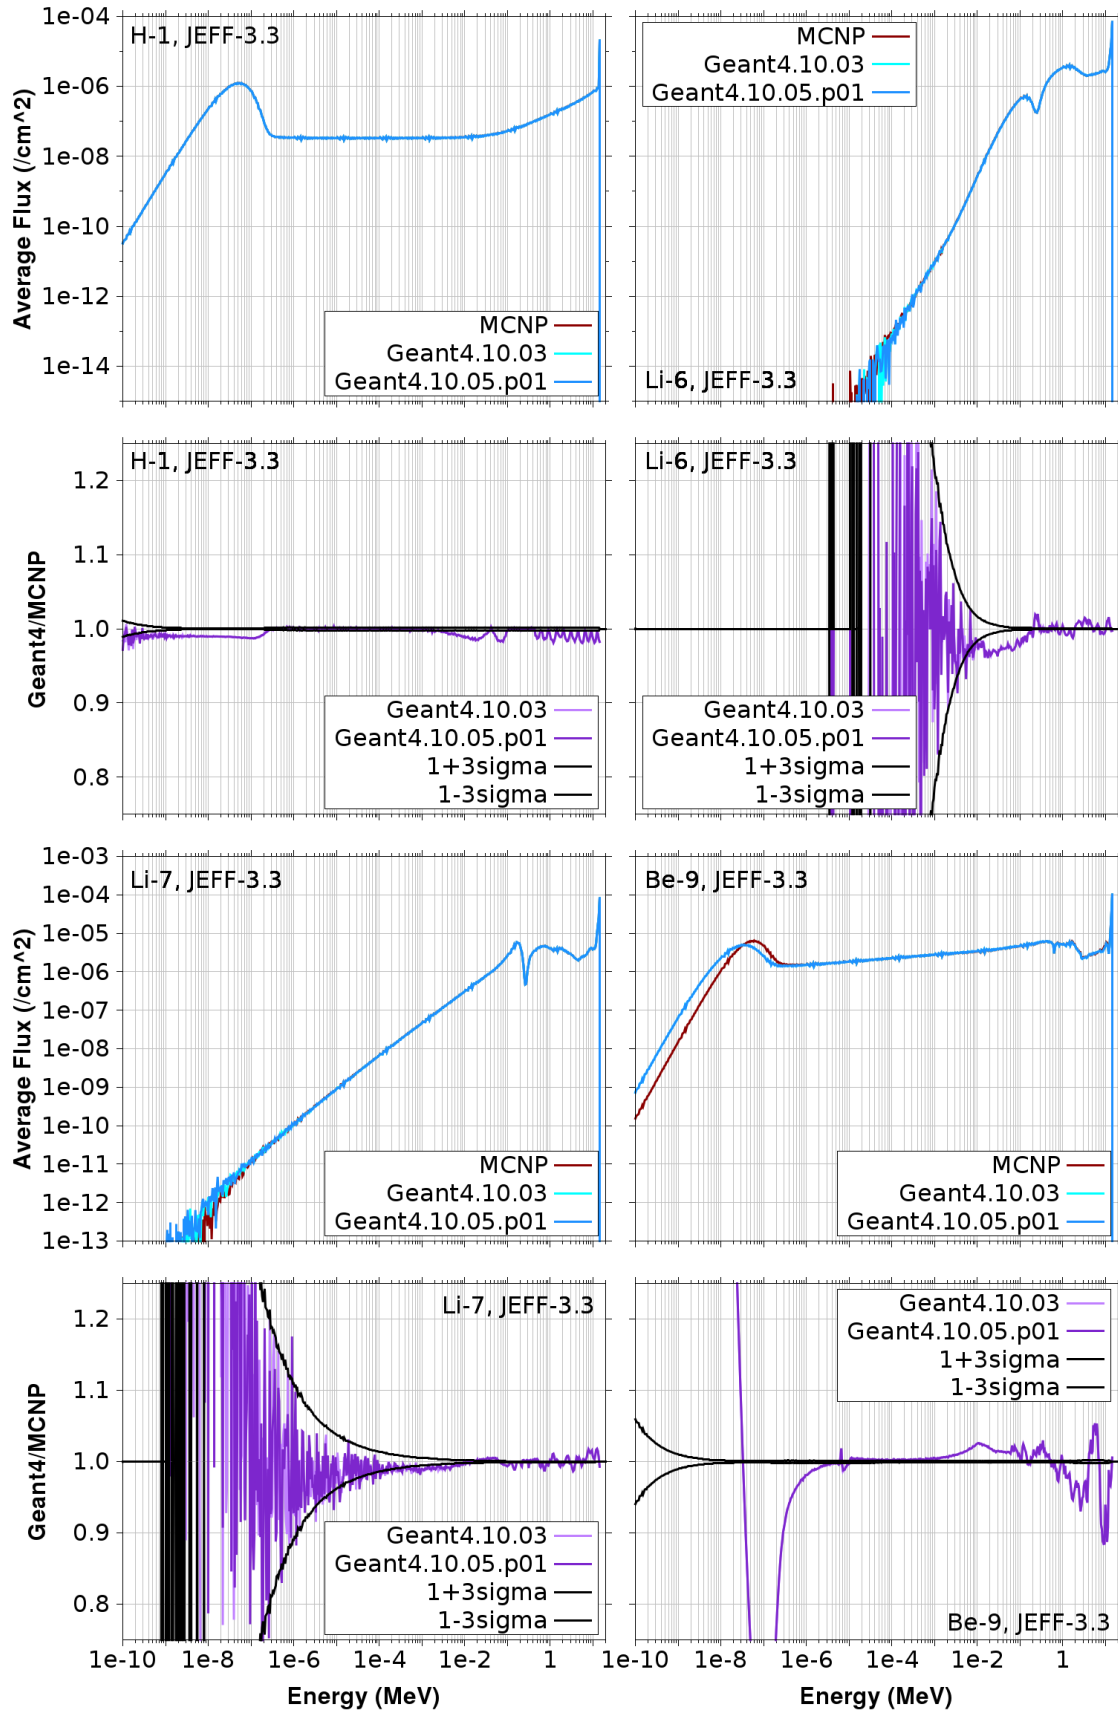 1e-04
1e-06
1e-08
1e-10
1e-12
1e-14
Average Flux (/cm^2)
H-1, JEFF-3.3
MCNP
Geant4.10.03
Geant4.10.05.p01
MCNP
Geant4.10.03
Geant4.10.05.p01
Li-6, JEFF-3.3
1.2
1.1
1.0
0.9
0.8
Geant4/MCNP
H-1, JEFF-3.3
Geant4.10.03
Geant4.10.05.p01
1+3sigma
1-3sigma
Li-6, JEFF-3.3
Geant4.10.03
Geant4.10.05.p01
1+3sigma
1-3sigma
1e-03
1e-04
1e-05
1e-06
1e-07
1e-08
1e-09
1e-10
1e-11
1e-12
1e-13
Average Flux (/cm^2)
Li-7, JEFF-3.3
MCNP
Geant4.10.03
Geant4.10.05.p01
Be-9, JEFF-3.3
MCNP
Geant4.10.03
Geant4.10.05.p01
1.2
1.1
1.0
0.9
0.8
Geant4/MCNP
Li-7, JEFF-3.3
Geant4.10.03
Geant4.10.05.p01
1+3sigma
1-3sigma
1e-10 1e-8 1e-6 1e-4 1e-2 1
Energy (MeV)
Geant4.10.03
Geant4.10.05.p01
1+3sigma
1-3sigma
Be-9, JEFF-3.3
1e-10 1e-8 1e-6 1e-4 1e-2 1
Energy (MeV)